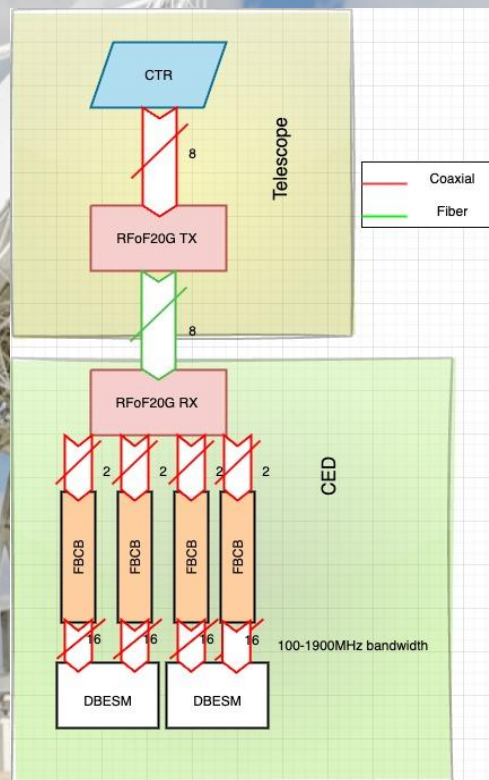 CTR
8
Telescope
Coaxial
Fiber
RFoF20G TX
8
RFoF20G RX
2
2
2
2
CED
FBCB
FBCB
FBCB
FBCB
16
16
16
16
100-1900MHz bandwidth
DBESM
DBESM